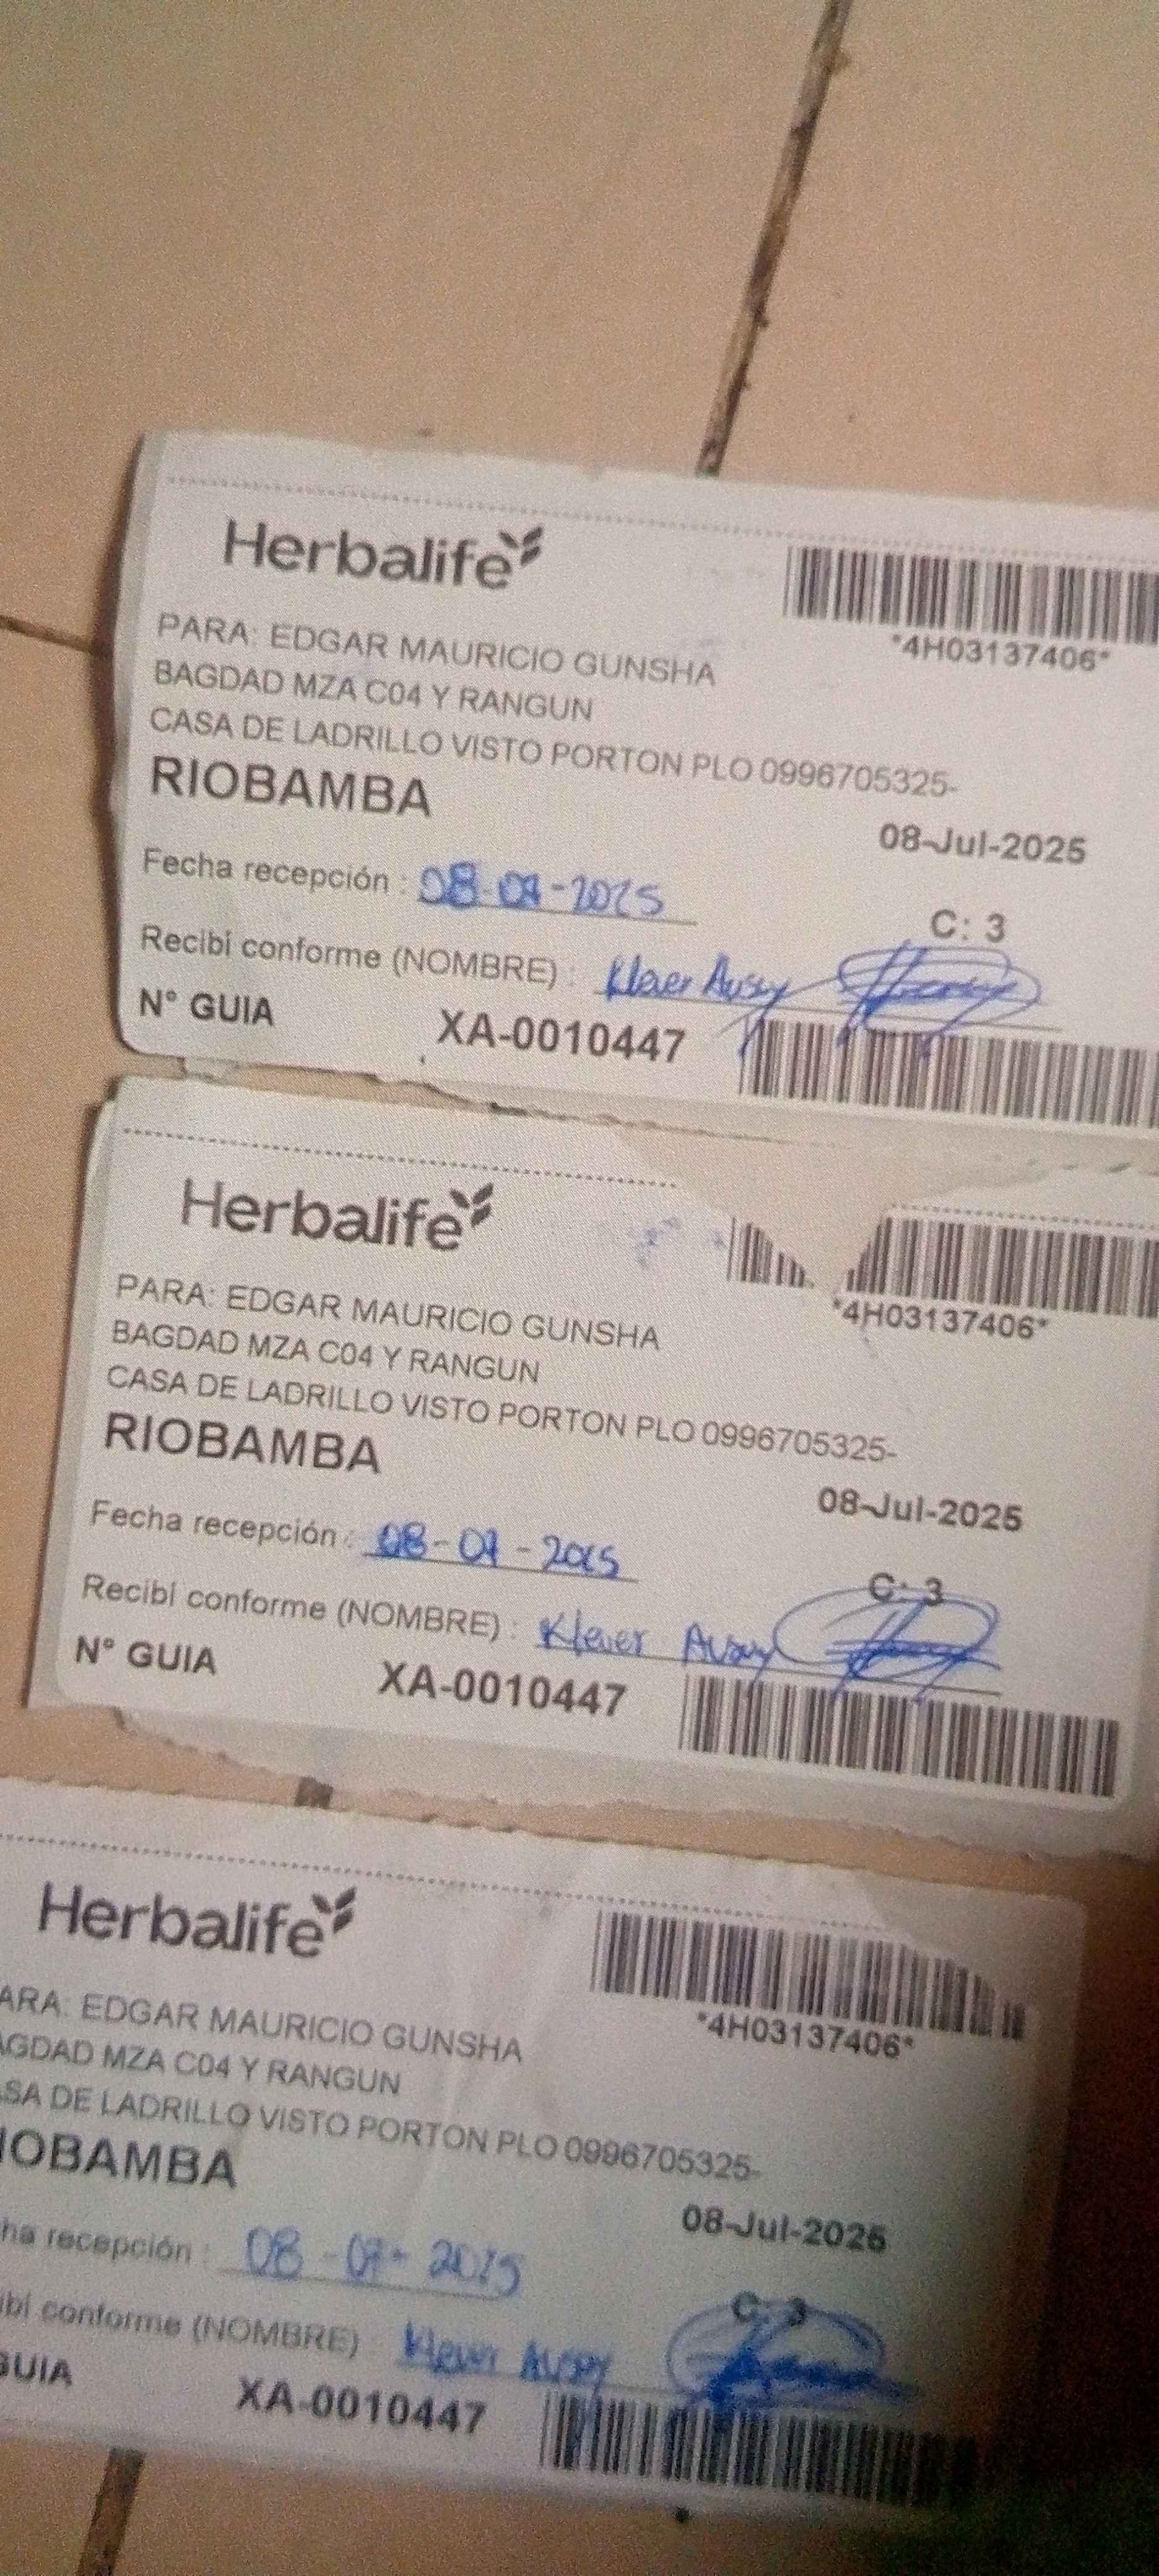 Herbalife
*4H03137406*
PARA: EDGAR MAURICIO GUNSHA
BAGDAD MZA C04 Y RANGUN
CASA DE LADRILLO VISTO PORTON PLO 0996705325-
RIOBAMBA
08-Jul-2025
Fecha recepción : 08-07-2025
C: 3
Recibí conforme (NOMBRE) : Klever
N° GUIA XA-0010447
Herbalife
*4H03137406*
PARA: EDGAR MAURICIO GUNSHA
BAGDAD MZA C04 Y RANGUN
CASA DE LADRILLO VISTO PORTON PLO 0996705325-
RIOBAMBA
08-Jul-2025
Fecha recepción : 08-07-2025
C: 3
Recibí conforme (NOMBRE) : Klever
N° GUIA XA-0010447
Herbalife
*4H03137406*
ARA: EDGAR MAURICIO GUNSHA
AGDAD MZA C04 Y RANGUN
ASA DE LADRILLO VISTO PORTON PLO 0996705325-
IOBAMBA
08-Jul-2025
ha recepción : 08-07-2025
C: 3
ibí conforme (NOMBRE) : Klever
GUIA XA-0010447